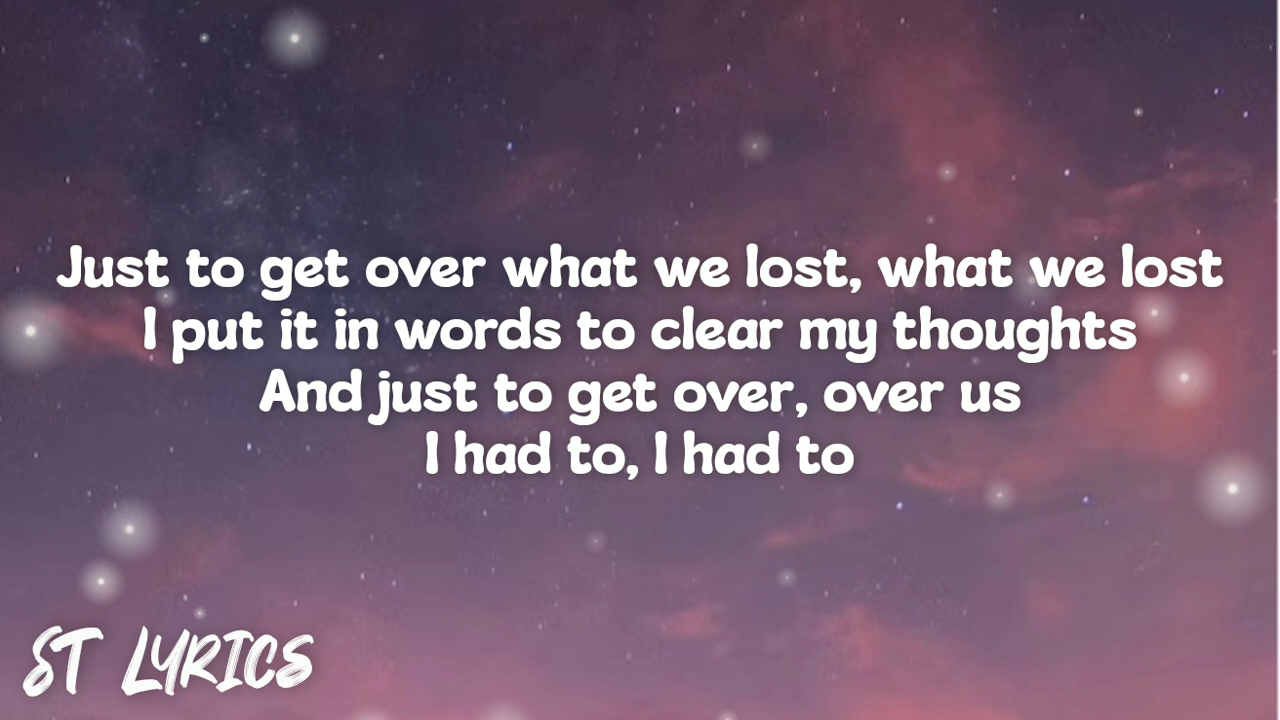 Just to get over what we lost, what we lost
I put it in words to clear my thoughts
And just to get over, over us
I had to, I had to
ST LYRICS